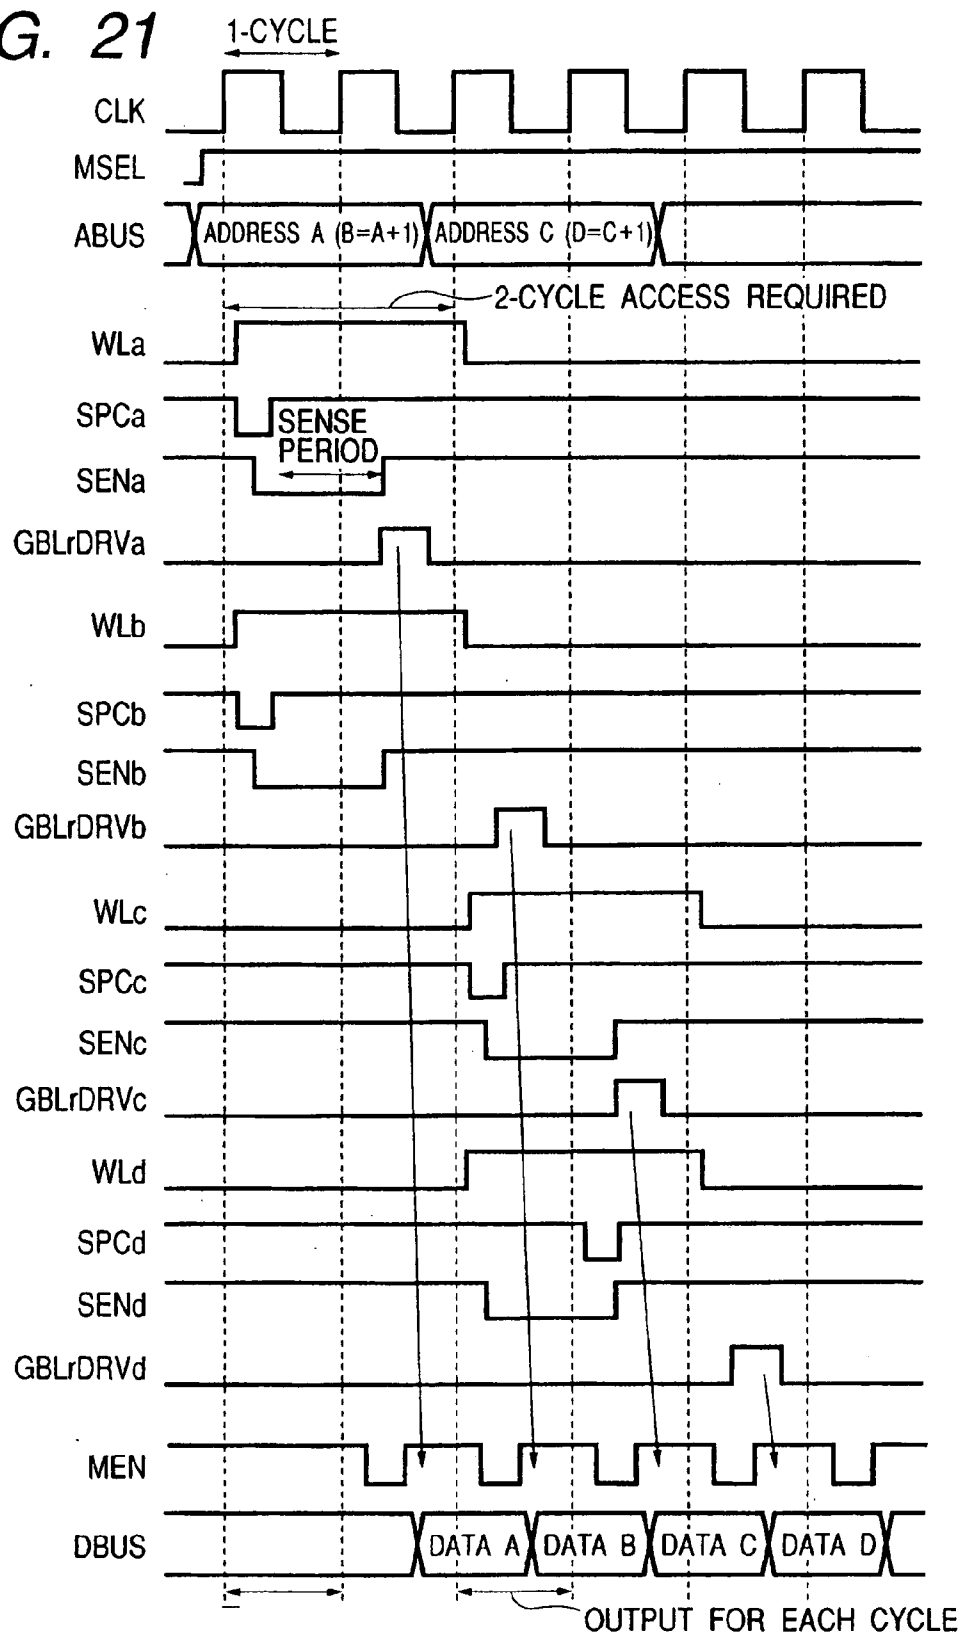 G. 21
1-CYCLE
CLK
MSEL
ABUS
ADDRESS A (B=A+1)
ADDRESS C (D=C+1)
2-CYCLE ACCESS REQUIRED
WLa
SPCa
SENSE
PERIOD
SENa
GBLrDRVa
WLb
SPCb
SENb
GBLrDRVb
WLc
SPCc
SENc
GBLrDRVc
WLd
SPCd
SENd
GBLrDRVd
MEN
DBUS
DATA A
DATA B
DATA C
DATA D
OUTPUT FOR EACH CYCLE